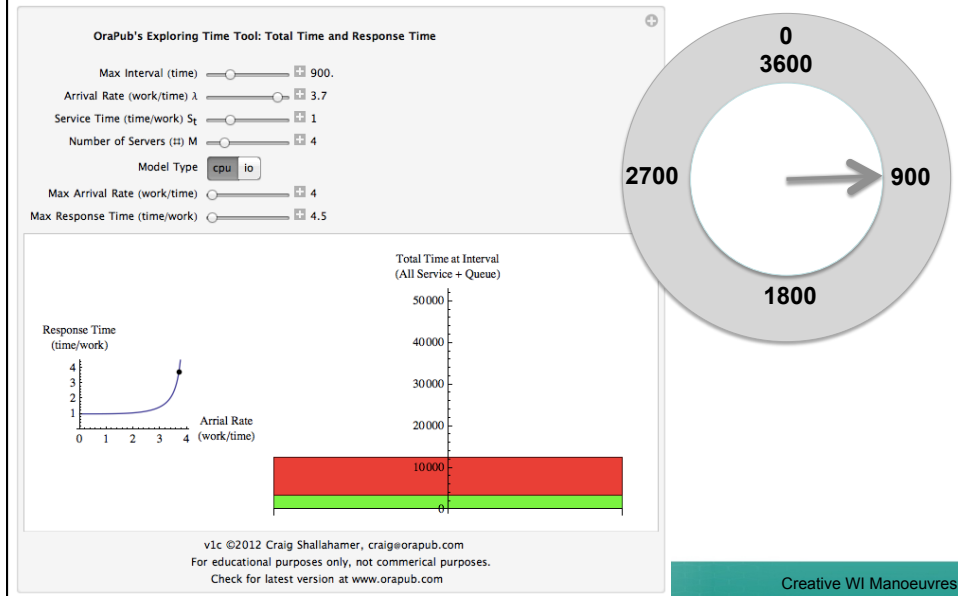 OraPub's Exploring Time Tool: Total Time and Response Time
Max Interval (time) 900.
Arrival Rate (work/time) λ 3.7
Service Time (time/work) St 1
Number of Servers (#) M 4
Model Type cpu io
Max Arrival Rate (work/time) 4
Max Response Time (time/work) 4.5
Total Time at Interval
(All Service + Queue)
50000
40000
30000
20000
10000
0
Response Time
(time/work)
4
3
2
1
0 1 2 3 4
Arrial Rate
(work/time)
v1c ©2012 Craig Shallahamer, craig@orapub.com
For educational purposes only, not commerical purposes.
Check for latest version at www.orapub.com
0
3600
2700
900
1800
Creative WI Manoeuvres